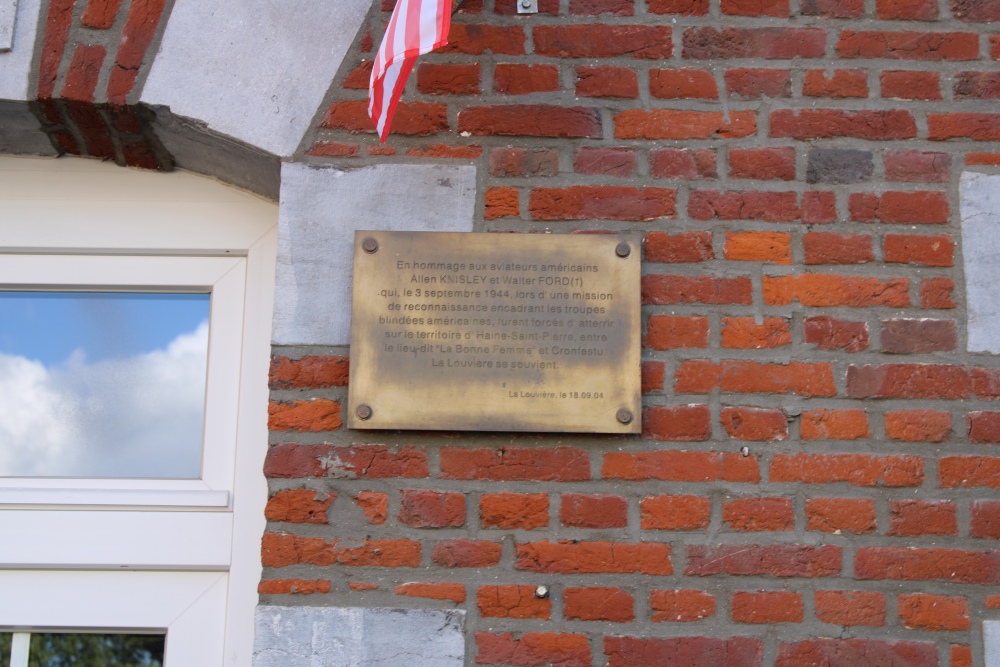 En hommage aux aviateurs américains
Allen KNISLEY et Walter FORD(1)
qui, le 3 septembre 1944, lors d'une mission
de reconnaissance encadrant les troupes
blindées américaines, furent forcés d'atterrir
sur le territoire d'Haine-Saint-Pierre, entre
le lieu-dit "La Bonne Femme" et Cronfestu.
La Louvière se souvient.
La Louvière, le 18.09.04